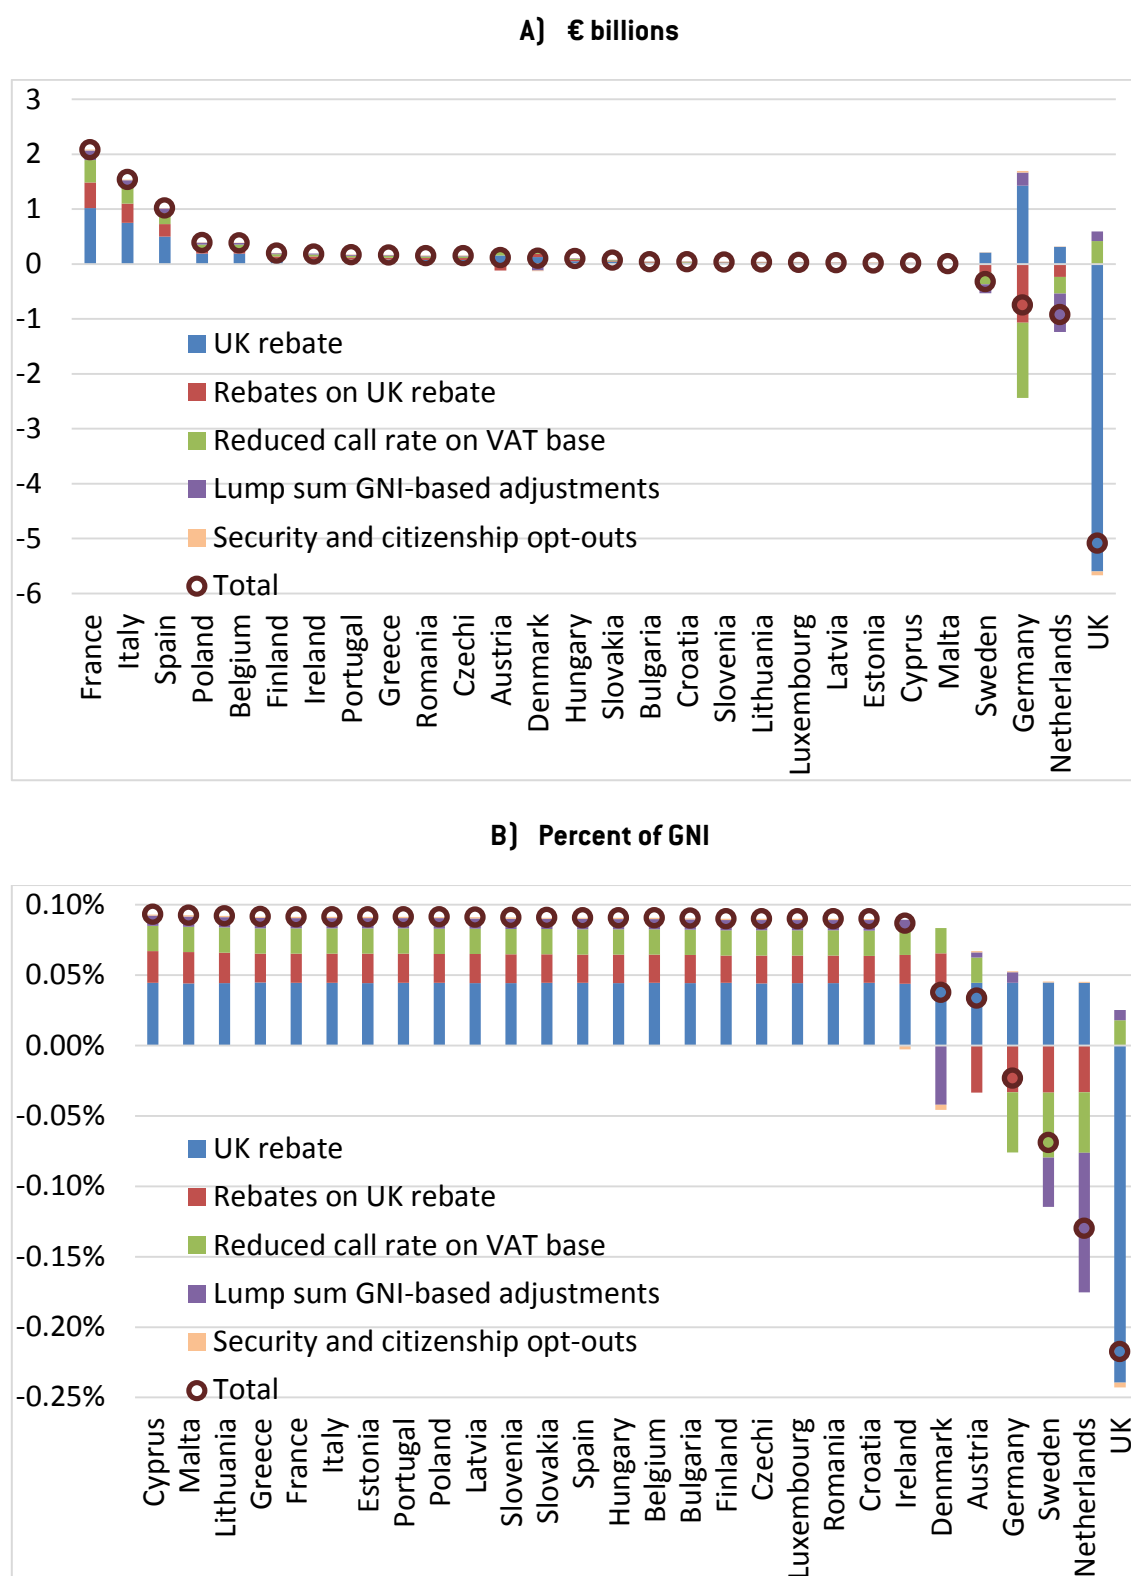 A) € billions
3
2
1
0
-1
-2
-3
-4
-5
-6
UK rebate
Rebates on UK rebate
Reduced call rate on VAT base
Lump sum GNI-based adjustments
Security and citizenship opt-outs
Total
France
Italy
Spain
Poland
Belgium
Finland
Ireland
Portugal
Greece
Romania
Czechi
Austria
Denmark
Hungary
Slovakia
Bulgaria
Croatia
Slovenia
Lithuania
Luxembourg
Latvia
Estonia
Cyprus
Malta
Sweden
Germany
Netherlands
UK
B) Percent of GNI
0.10%
0.05%
0.00%
-0.05%
-0.10%
-0.15%
-0.20%
-0.25%
UK rebate
Rebates on UK rebate
Reduced call rate on VAT base
Lump sum GNI-based adjustments
Security and citizenship opt-outs
Total
Cyprus
Malta
Lithuania
Greece
France
Italy
Estonia
Portugal
Poland
Latvia
Slovenia
Slovakia
Spain
Hungary
Belgium
Bulgaria
Finland
Czechi
Luxembourg
Romania
Croatia
Ireland
Denmark
Austria
Germany
Sweden
Netherlands
UK